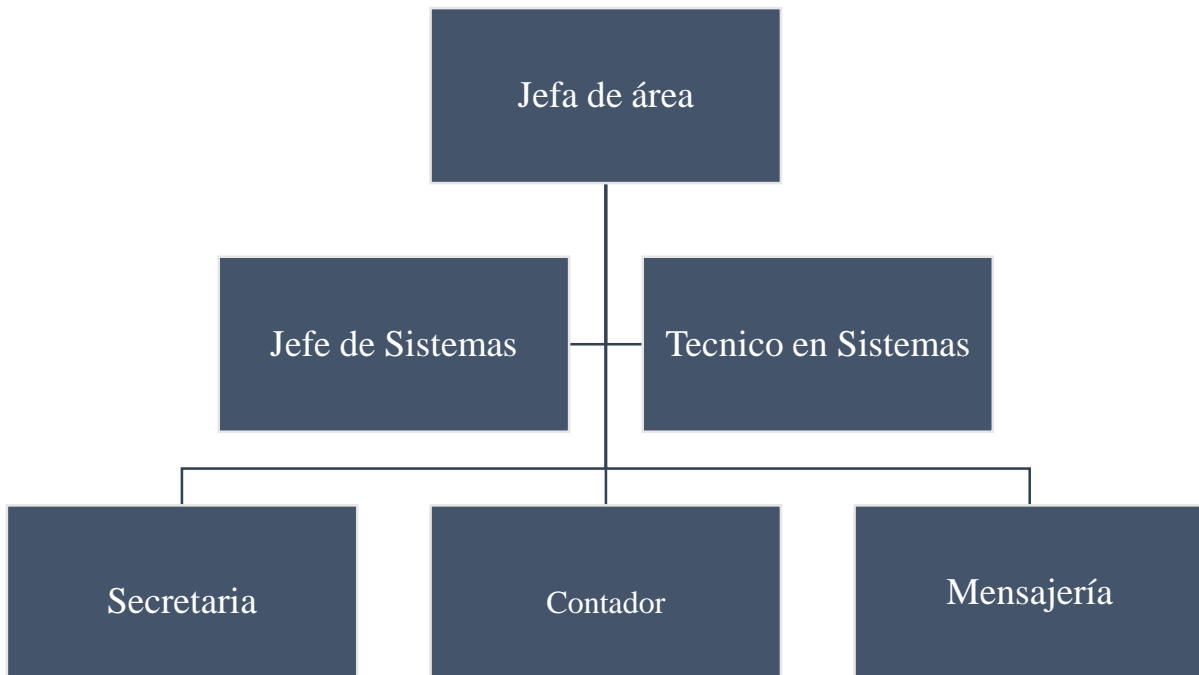 Jefa de área
Jefe de Sistemas
Tecnico en Sistemas
Secretaria
Contador
Mensajería